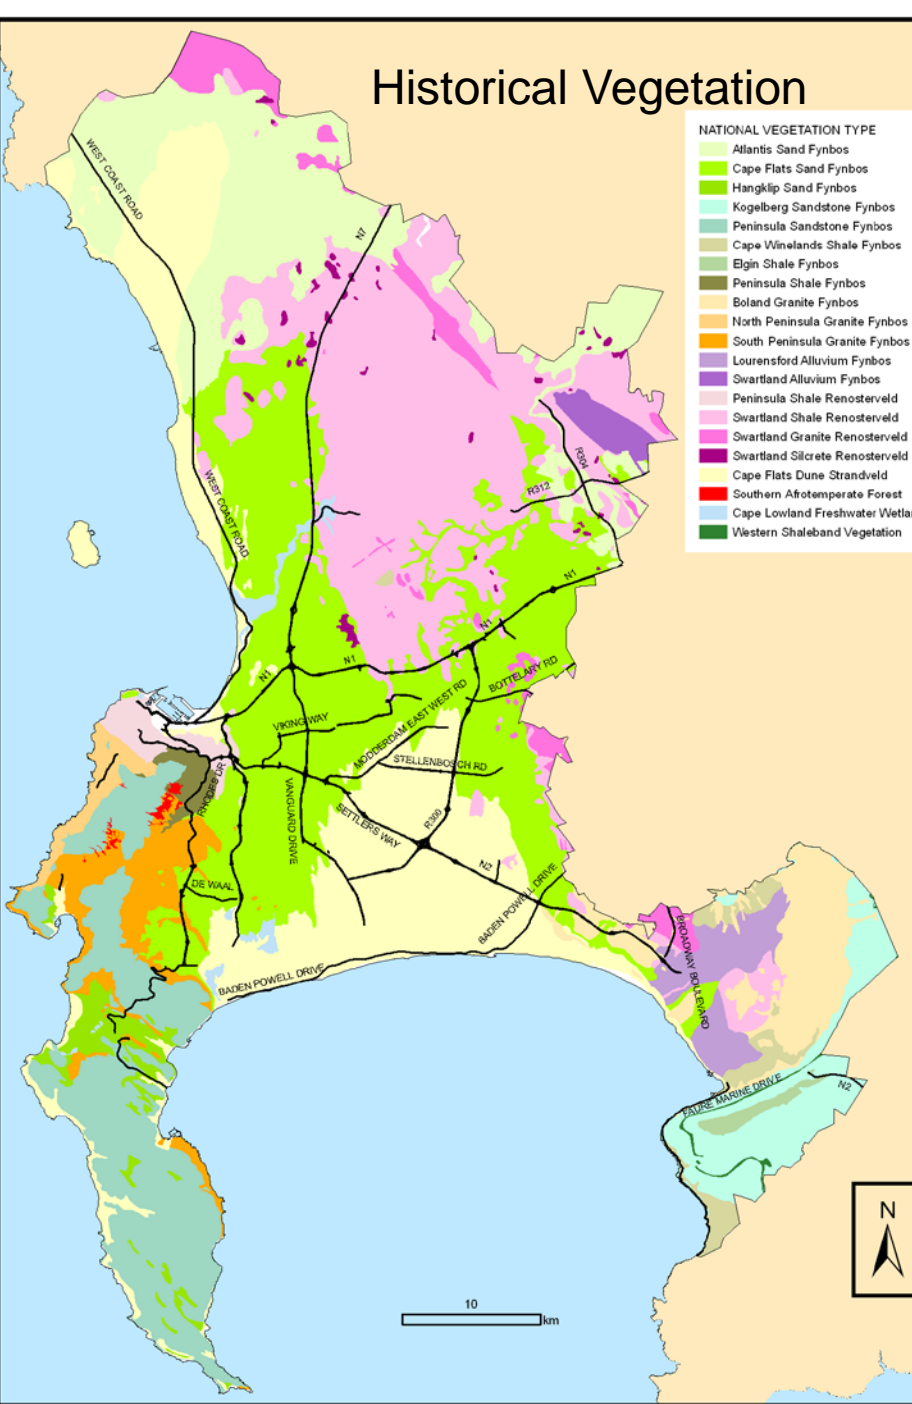 Historical Vegetation
NATIONAL VEGETATION TYPE
Atlantis Sand Fynbos
Cape Flats Sand Fynbos
Hangklip Sand Fynbos
Kogelberg Sandstone Fynbos
Peninsula Sandstone Fynbos
Cape Winelands Shale Fynbos
Elgin Shale Fynbos
Peninsula Shale Fynbos
Boland Granite Fynbos
North Peninsula Granite Fynbos
South Peninsula Granite Fynbos
Lourensford Alluvium Fynbos
Swartland Alluvium Fynbos
Peninsula Shale Renosterveld
Swartland Shale Renosterveld
Swartland Granite Renosterveld
Swartland Silcrete Renosterveld
Cape Flats Dune Strandveld
Southern Afrotemperate Forest
Cape Lowland Freshwater Wetlar
Western Shaleband Vegetation
WEST COAST ROAD
N7
R304
R312
WEST COAST ROAD
N1
N1
N1
N1
BOTTELARY RD
MODDERDAM EAST WEST RD
VIKING WAY
STELLENBOSCH RD
RHODES DR
VANGUARD DRIVE
SETTLERS WAY
R300
N2
DE WAAL
BADEN POWELL DRIVE
BADEN POWELL DRIVE
BROADWAY BOULEVARD
FAURE MARINE DRIVE
N2
N
10
km